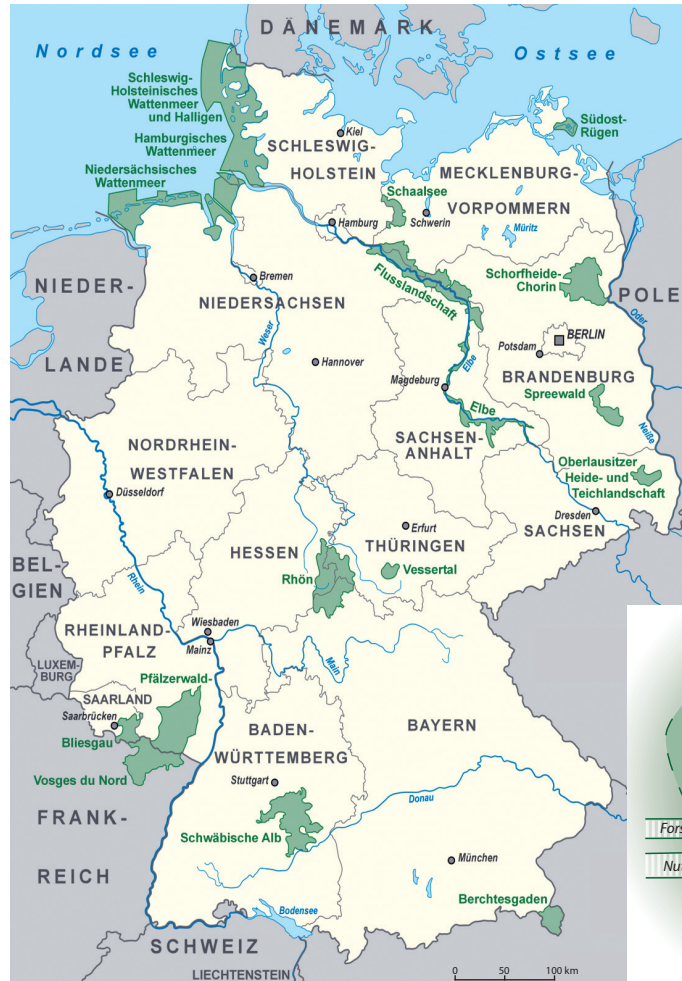 DÄNEMARK
Nordsee
Ostsee
Schleswig-
Holsteinisches
Wattenmeer
und Halligen
Hamburgisches
Wattenmeer
Niedersächsisches
Wattenmeer
Kiel
SCHLESWIG-
HOLSTEIN
Südost-
Rügen
MECKLENBURG-
VORPOMMERN
Schaalsee
Schwerin
Müritz
Hamburg
Flusslandschaft
Elbe
Schorfheide-
Chorin
NIEDER-
LANDE
Bremen
NIEDERSACHSEN
Weser
Hannover
POLE
Oder
BERLIN
Potsdam
BRANDENBURG
Spreewald
Elbe
Magdeburg
SACHSEN-
ANHALT
Neiße
NORDRHEIN-
WESTFALEN
Düsseldorf
Oberlausitzer
Heide- und
Teichlandschaft
Dresden
SACHSEN
Erfurt
THÜRINGEN
Vessertal
HESSEN
Rhön
BEL-
GIEN
Rhein
Wiesbaden
Mainz
Main
RHEINLAND-
PFALZ
LUXEM-
BURG
SAARLAND
Saarbrücken
Pfälzerwald-
Bliesgau
Vosges du Nord
BADEN-
WÜRTTEMBERG
Stuttgart
BAYERN
Donau
Schwäbische Alb
FRANK-
REICH
München
Berchtesgaden
Bodensee
SCHWEIZ
LIECHTENSTEIN
0 50 100 km